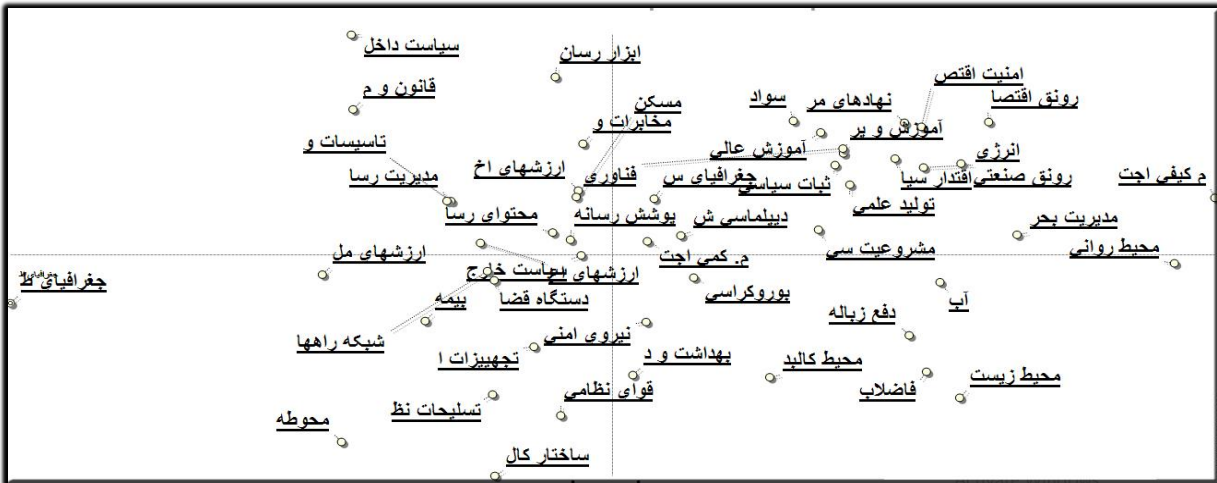 سیاست داخل
ابزار رسان
امنیت اقتص
قانون و م
مسکن
سواد
نهادهای مر
رونق اقتصا
مخابرات و
آموزش و پر
تاسیسات و
آموزش عالی
انرژی
ارزشهای اخ
فناوری
جغرافیای س
ثبات سیاسی
اقتدار سیا
رونق صنعتی
م کیفی اجت
مدیریت رسا
تولید علمی
محتوای رسا
پوشش رسانه
دیپلماسی ش
مدیریت بحر
مشروعیت سی
ارزشهای مل
م. کمی اجت
محیط روانی
سیاست خارج
ارزشهای اج
جغرافیای ط
بیمه
دستگاه قضا
بوروکراسی
آب
دفع زباله
شبکه راهها
نیروی امنی
تجهییزات ا
بهداشت و د
محیط کالبد
محیط زیست
فاضلاب
قوای نظامی
تسلیحات نظ
محوطه
ساختار کال